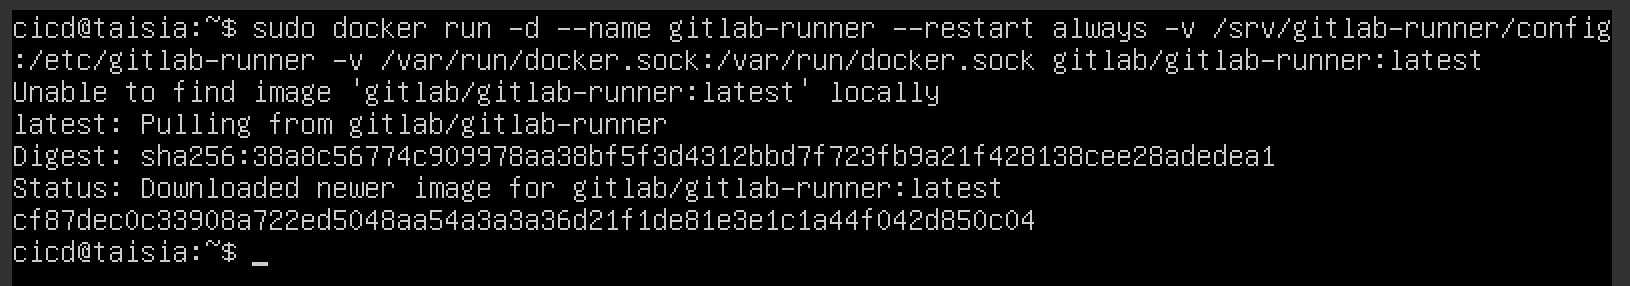 cicd@taisia:~$ sudo docker run -d --name gitlab-runner --restart always -v /srv/gitlab-runner/config
:/etc/gitlab-runner -v /var/run/docker.sock:/var/run/docker.sock gitlab/gitlab-runner:latest
Unable to find image 'gitlab/gitlab-runner:latest' locally
latest: Pulling from gitlab/gitlab-runner
Digest: sha256:38a8c56774c909978aa38bf5f3d4312bbd7f723fb9a21f428138cee28adedea1
Status: Downloaded newer image for gitlab/gitlab-runner:latest
cf87dec0c33908a722ed5048aa54a3a3a36d21f1de81e3e1c1a44f042d850c04
cicd@taisia:~$ _